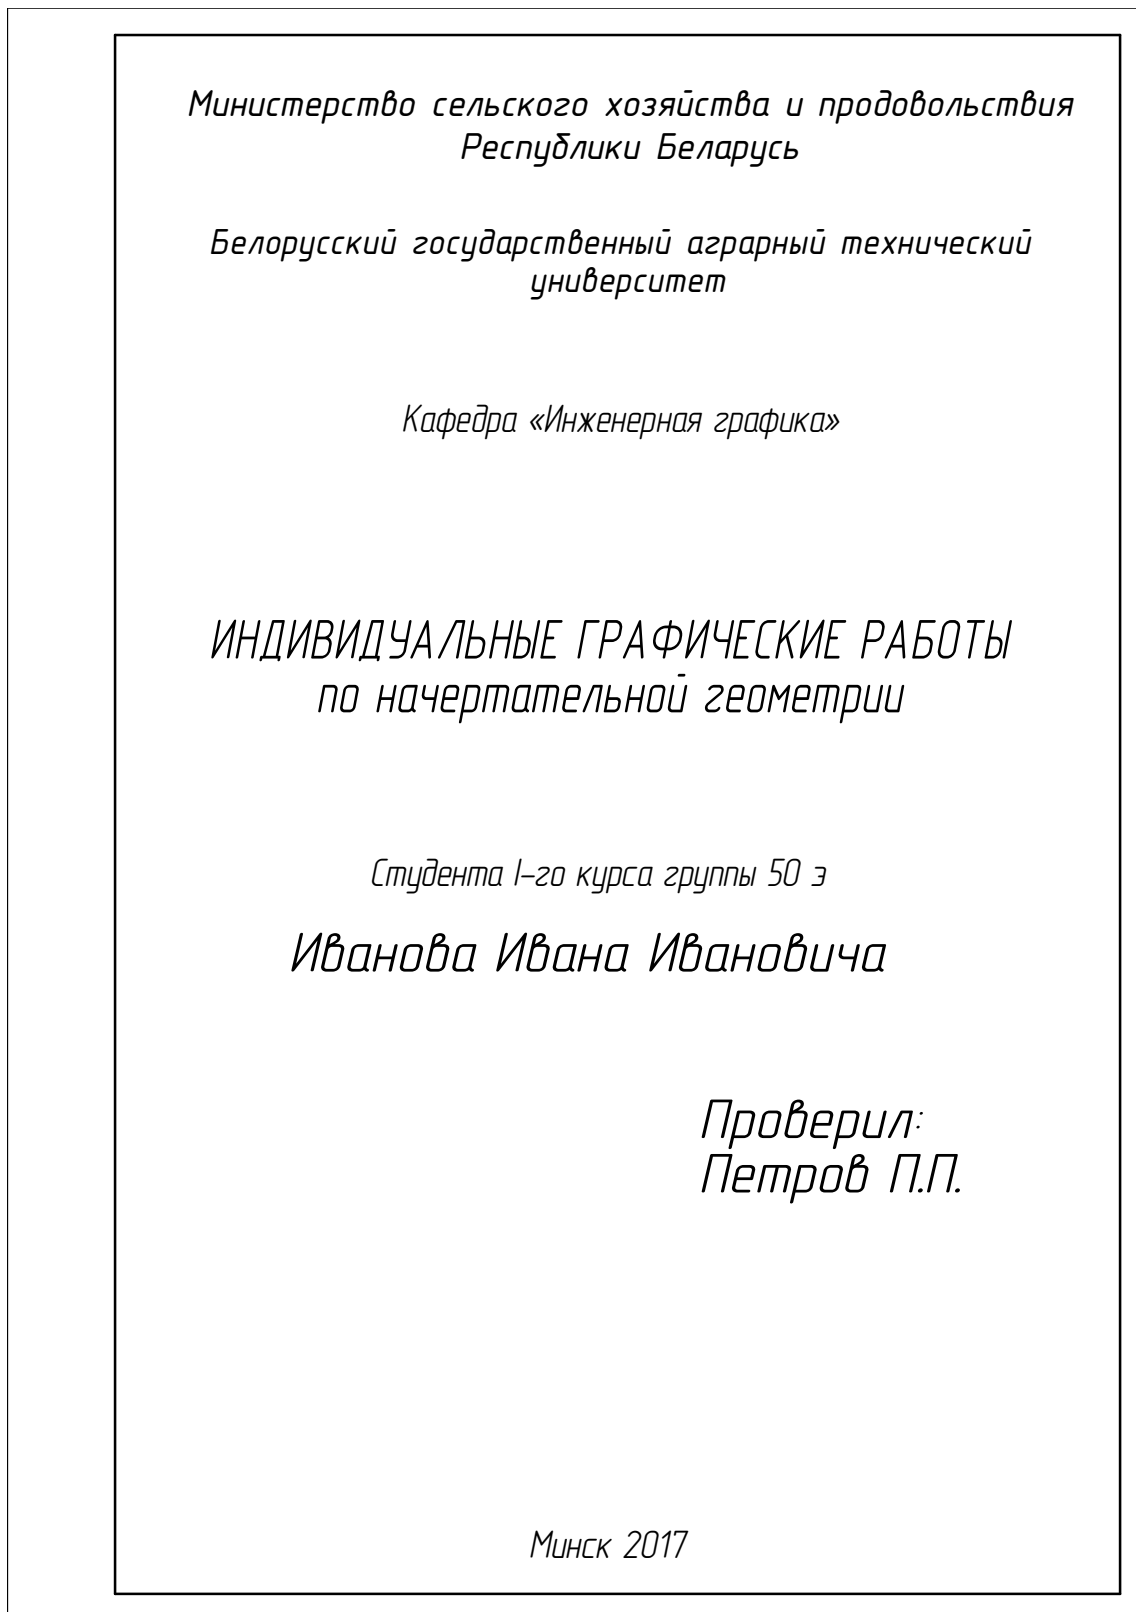 Министерство сельского хозяйства и продовольствия
Республики Беларусь
Белорусский государственный аграрный технический
университет
Кафедра «Инженерная графика»
ИНДИВИДУАЛЬНЫЕ ГРАФИЧЕСКИЕ РАБОТЫ
по начертательной геометрии
Студента I-го курса группы 50 э
Иванова Ивана Ивановича
Проверил:
Петров П.П.
Минск 2017